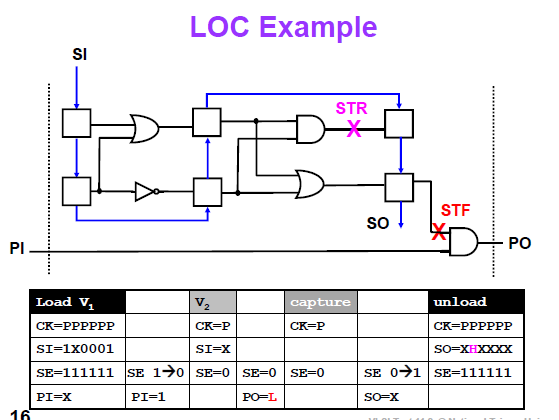 LOC Example
SI
STR
X
STF
SO
X
PI
PO
Load V1 V2 capture unload
CK=PPPPPP CK=P CK=P CK=PPPPPP
SI=1X0001 SI=X SO=XHXXXX
SE=111111 SE 1→0 SE=0 SE=0 SE=0 SE 0→1 SE=111111
PI=X PI=1 PO=L SO=X
16